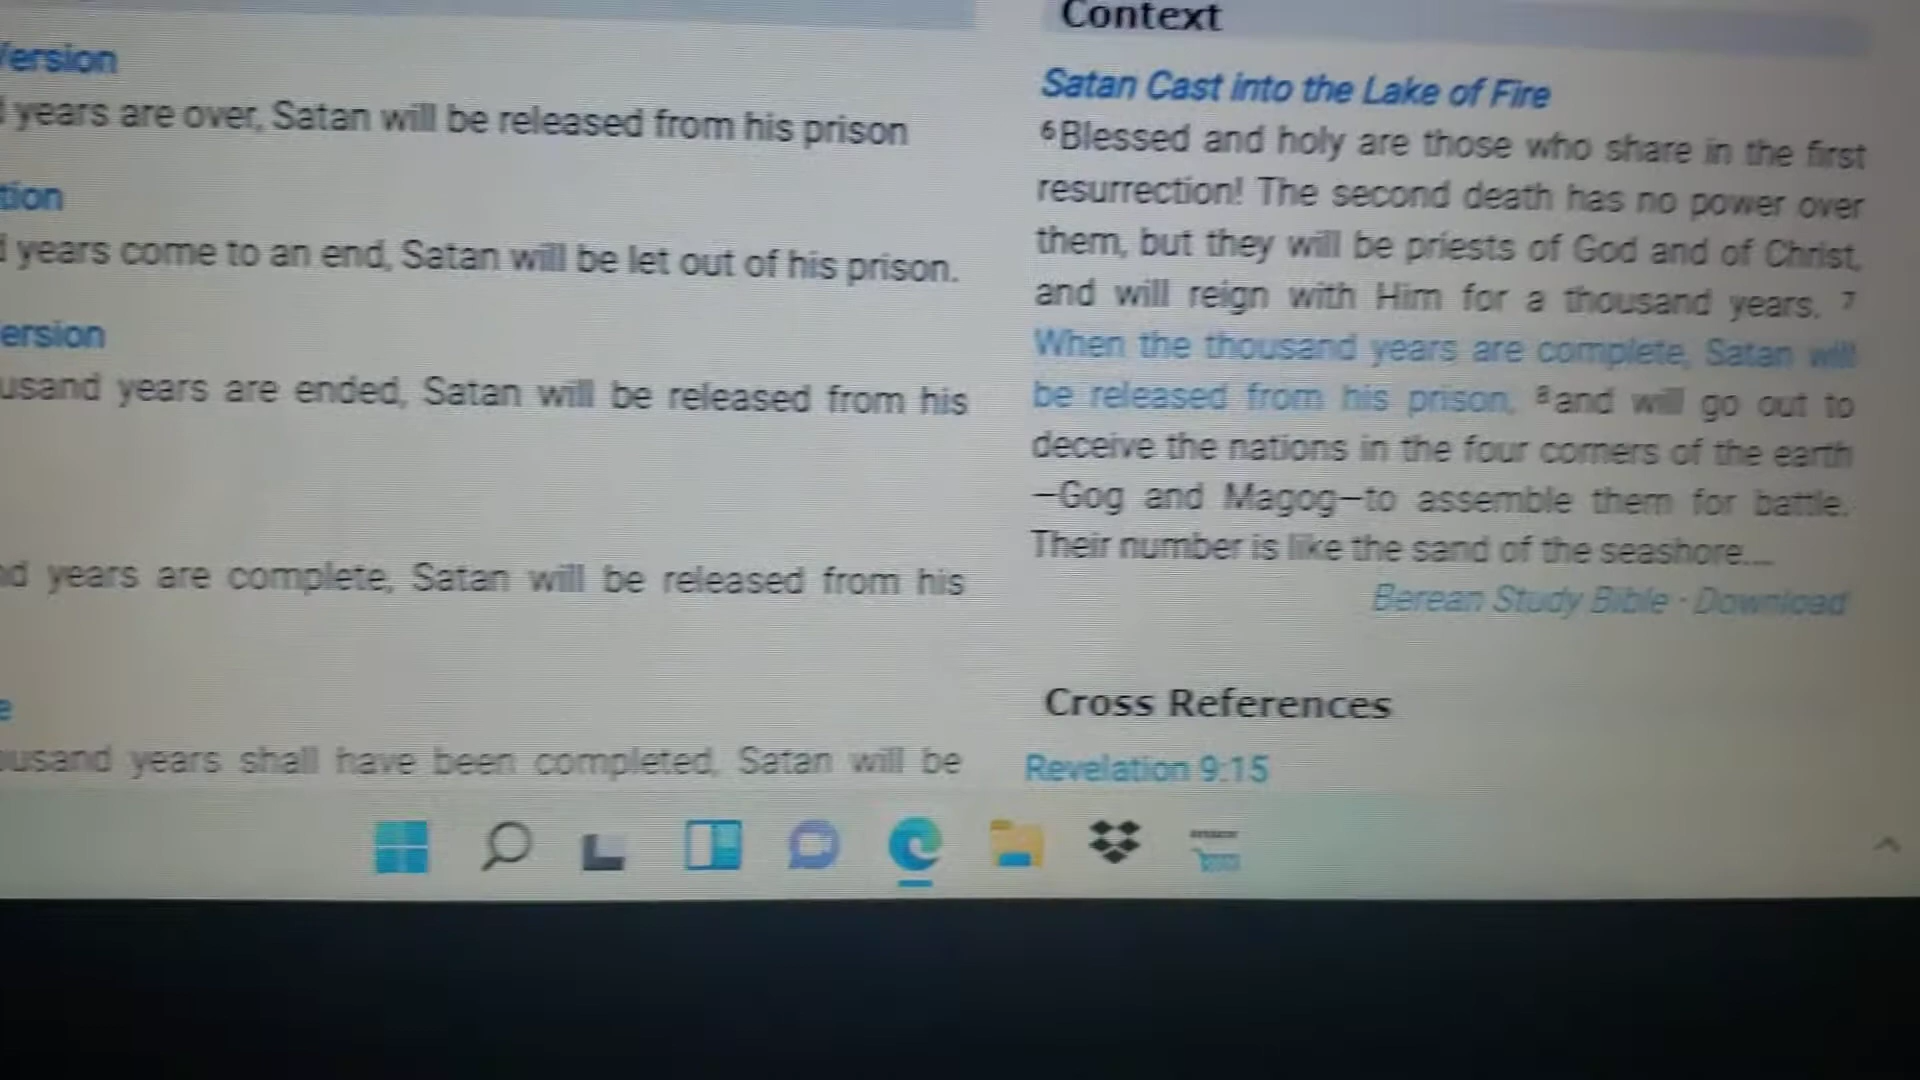 Version
years are over, Satan will be released from his prison
tion
years come to an end, Satan will be let out of his prison.
ersion
usand years are ended, Satan will be released from his
nd years are complete, Satan will be released from his
e
ousand years shall have been completed, Satan will be
Context
Satan Cast into the Lake of Fire
6 Blessed and holy are those who share in the first
resurrection! The second death has no power over
them, but they will be priests of God and of Christ,
and will reign with Him for a thousand years. 7
When the thousand years are complete, Satan will
be released from his prison, 8 and will go out to
deceive the nations in the four corners of the earth
—Gog and Magog—to assemble them for battle.
Their number is like the sand of the seashore....
Berean Study Bible · Download
Cross References
Revelation 9:15